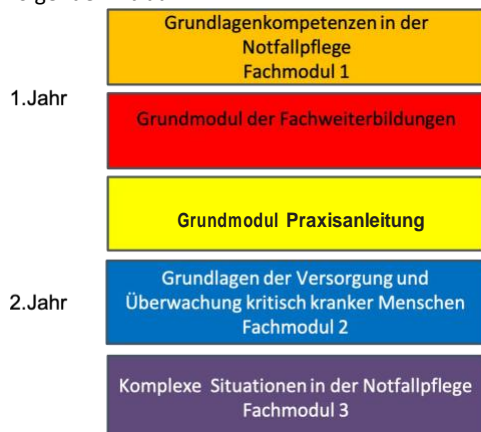 Grundlagenkompetenzen in der
Notfallpflege
Fachmodul 1
1.Jahr
Grundmodul der Fachweiterbildungen
Grundmodul Praxisanleitung
2.Jahr
Grundlagen der Versorgung und
Überwachung kritisch kranker Menschen
Fachmodul 2
Komplexe Situationen in der Notfallpflege
Fachmodul 3